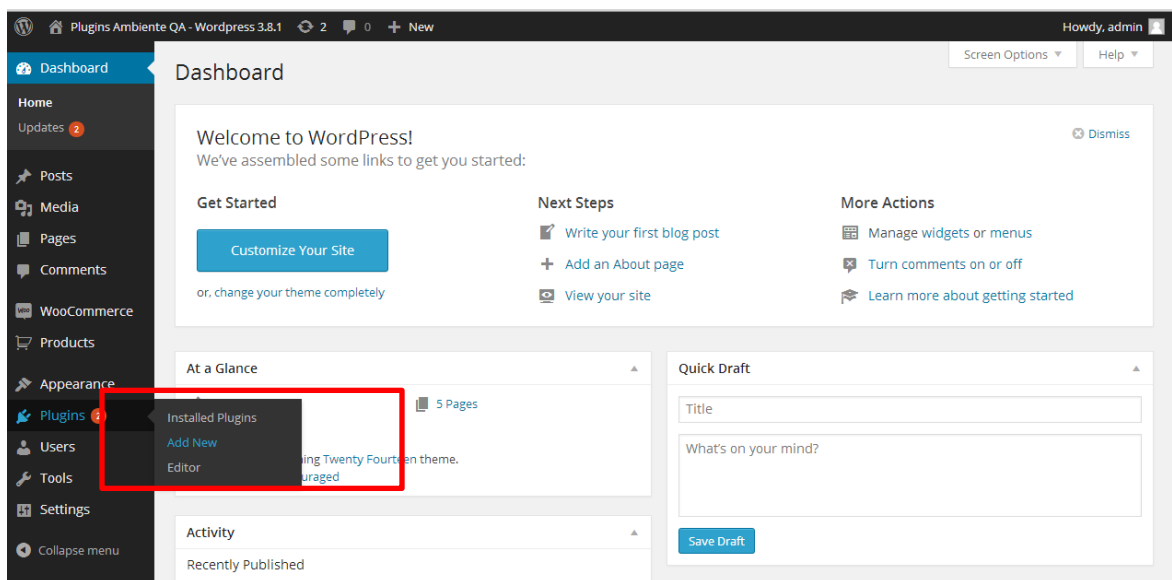 Plugins Ambiente QA - Wordpress 3.8.1 2 0 + New Howdy, admin
Screen Options Help
Dashboard
Home
Updates 2
Posts
Media
Pages
Comments
WooCommerce
Products
Appearance
Plugins 2
Installed Plugins
Add New
Editor
Users
Tools
Settings
Collapse menu
Dashboard
Welcome to WordPress!
We've assembled some links to get you started:
Dismiss
Get Started
Customize Your Site
or, change your theme completely
Next Steps
Write your first blog post
Add an About page
View your site
More Actions
Manage widgets or menus
Turn comments on or off
Learn more about getting started
At a Glance
5 Pages
ning Twenty Fourteen theme.
uraged
Activity
Recently Published
Quick Draft
Title
What's on your mind?
Save Draft